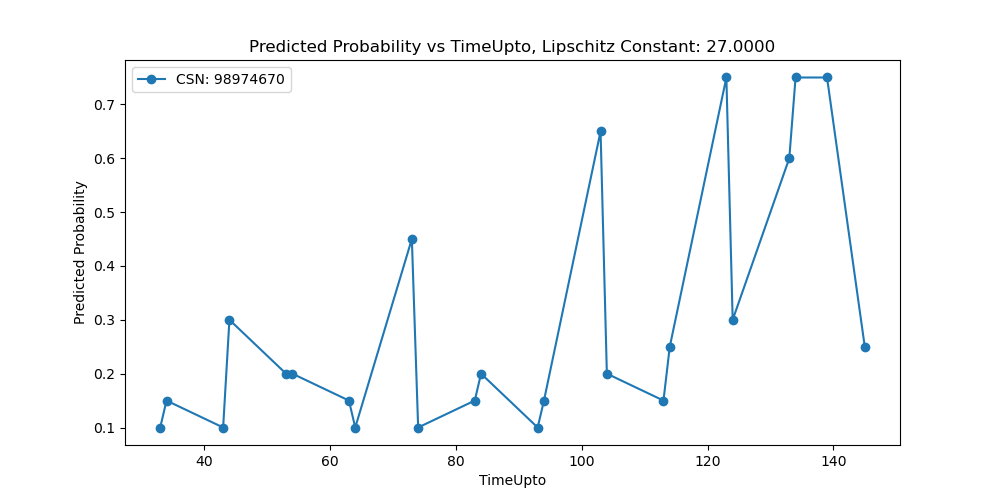 Predicted Probability vs TimeUpto, Lipschitz Constant: 27.0000
CSN: 98974670
Predicted Probability
0.7
0.6
0.5
0.4
0.3
0.2
0.1
40 60 80 100 120 140
TimeUpto